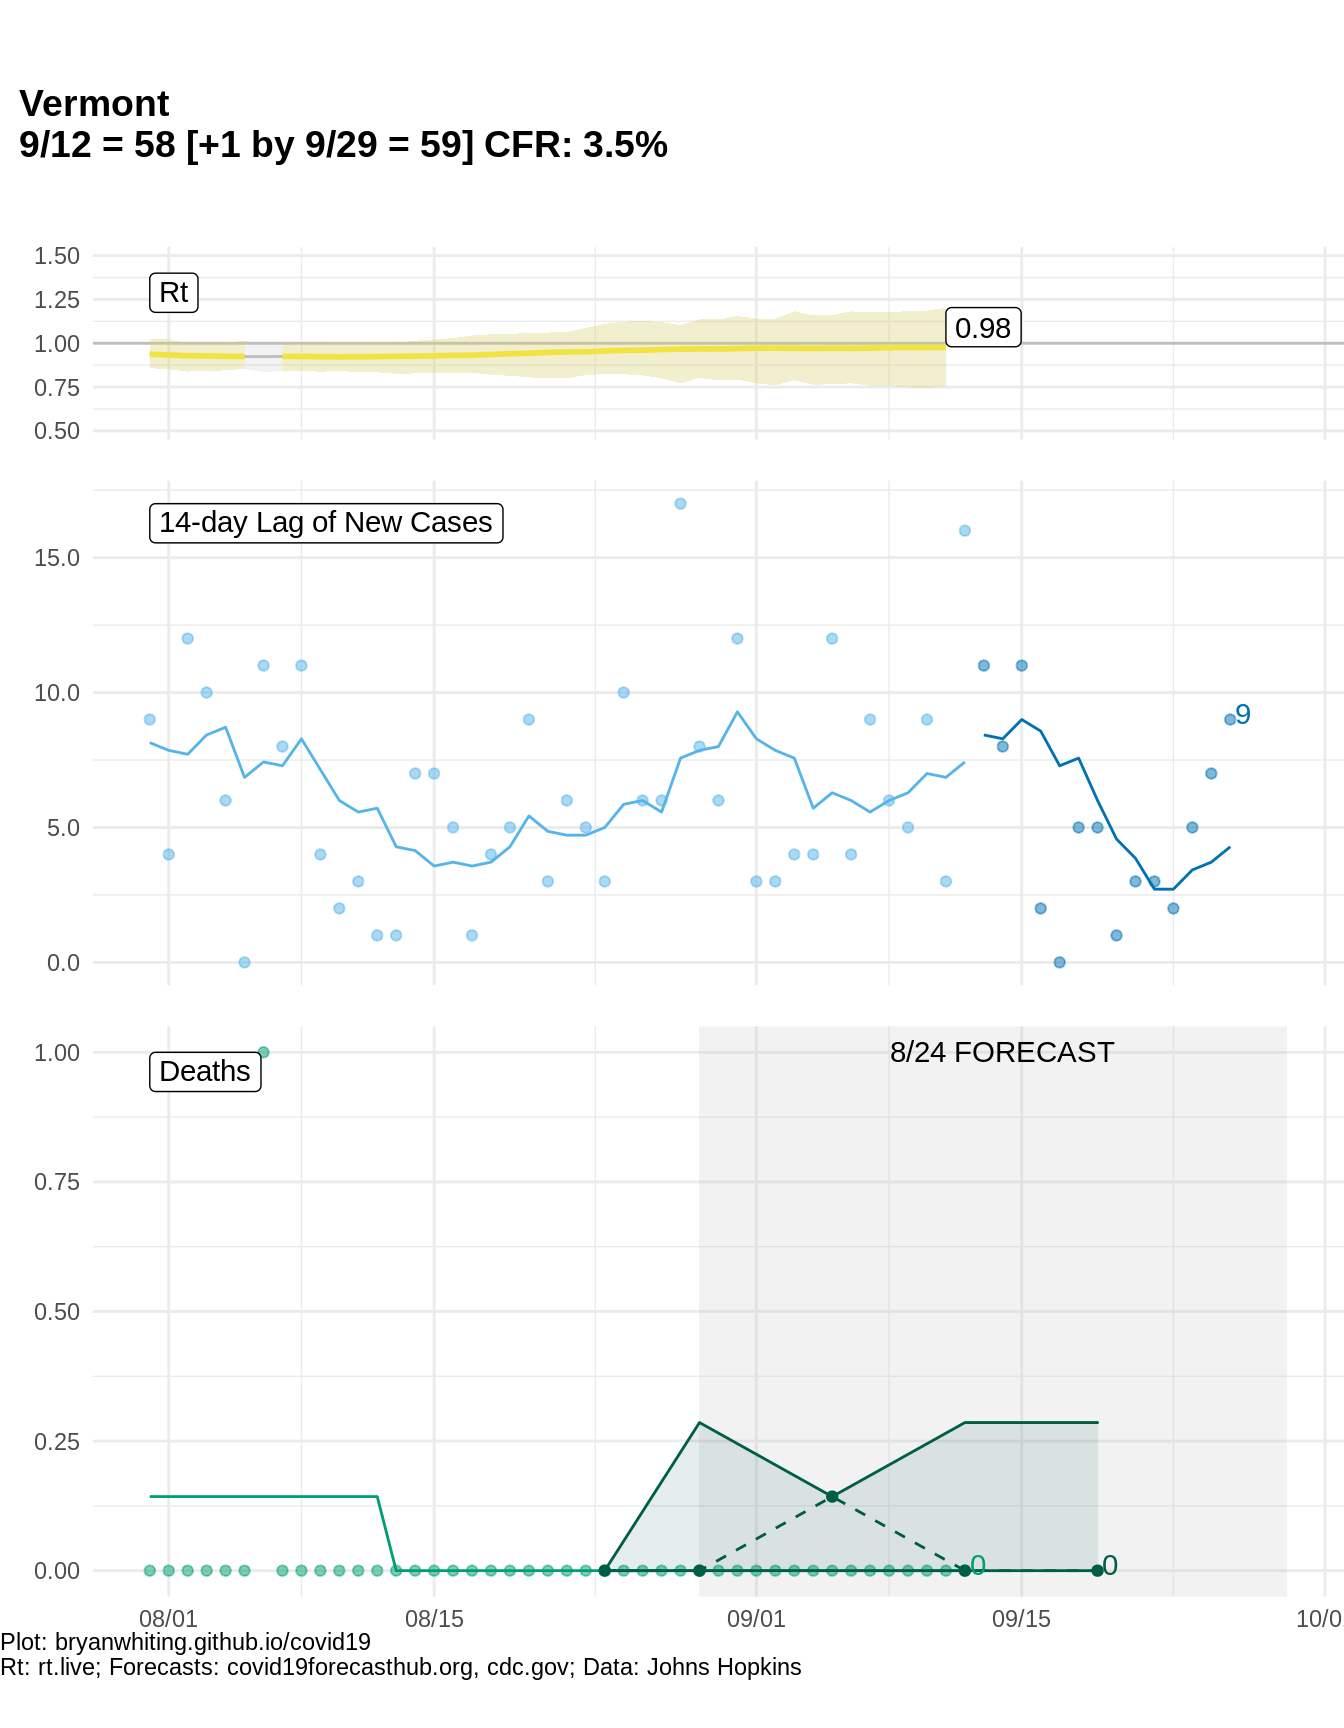 Vermont
9/12 = 58 [+1 by 9/29 = 59] CFR: 3.5%
1.50
1.25
1.00
0.75
0.50
Rt
0.98
14-day Lag of New Cases
15.0
10.0
5.0
0.0
9
Deaths
8/24 FORECAST
1.00
0.75
0.50
0.25
0.00
0
0
08/01 08/15 09/01 09/15 10/0
Plot: bryanwhiting.github.io/covid19
Rt: rt.live; Forecasts: covid19forecasthub.org, cdc.gov; Data: Johns Hopkins